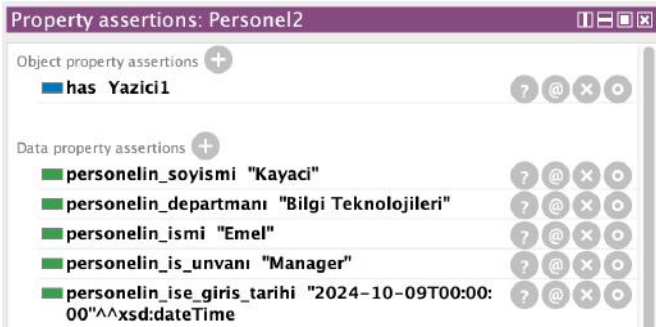 Property assertions: Personel2
Object property assertions
has Yazici1
Data property assertions
personelin_soyismi "Kayaci"
personelin_departmanı "Bilgi Teknolojileri"
personelin_ismi "Emel"
personelin_is_unvanı "Manager"
personelin_ise_giris_tarihi "2024-10-09T00:00:
00"^^xsd:dateTime